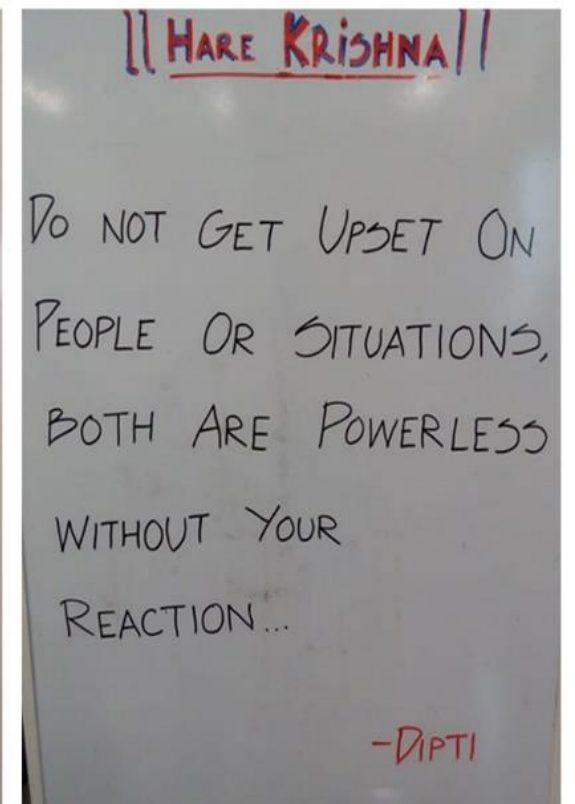 || HARE KRISHNA ||
DO NOT GET UPSET ON
PEOPLE OR SITUATIONS,
BOTH ARE POWERLESS
WITHOUT YOUR
REACTION...
-DIPTI